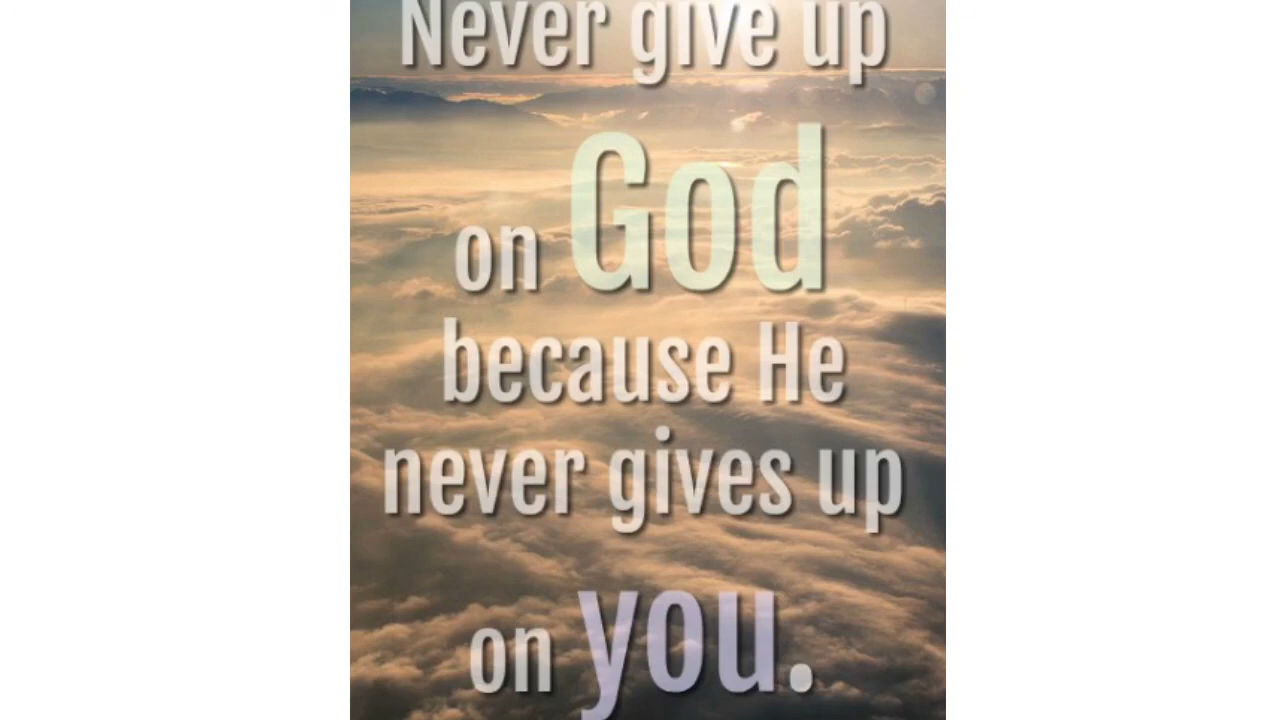 Never give up
on God
because He
never gives up
on you.